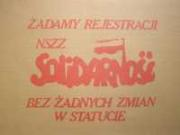 ŻĄDAMY REJESTRACJI
NSZZ
SOLIDARNOŚĆ
BEZ ŻADNYCH ZMIAN
W STATUCIE